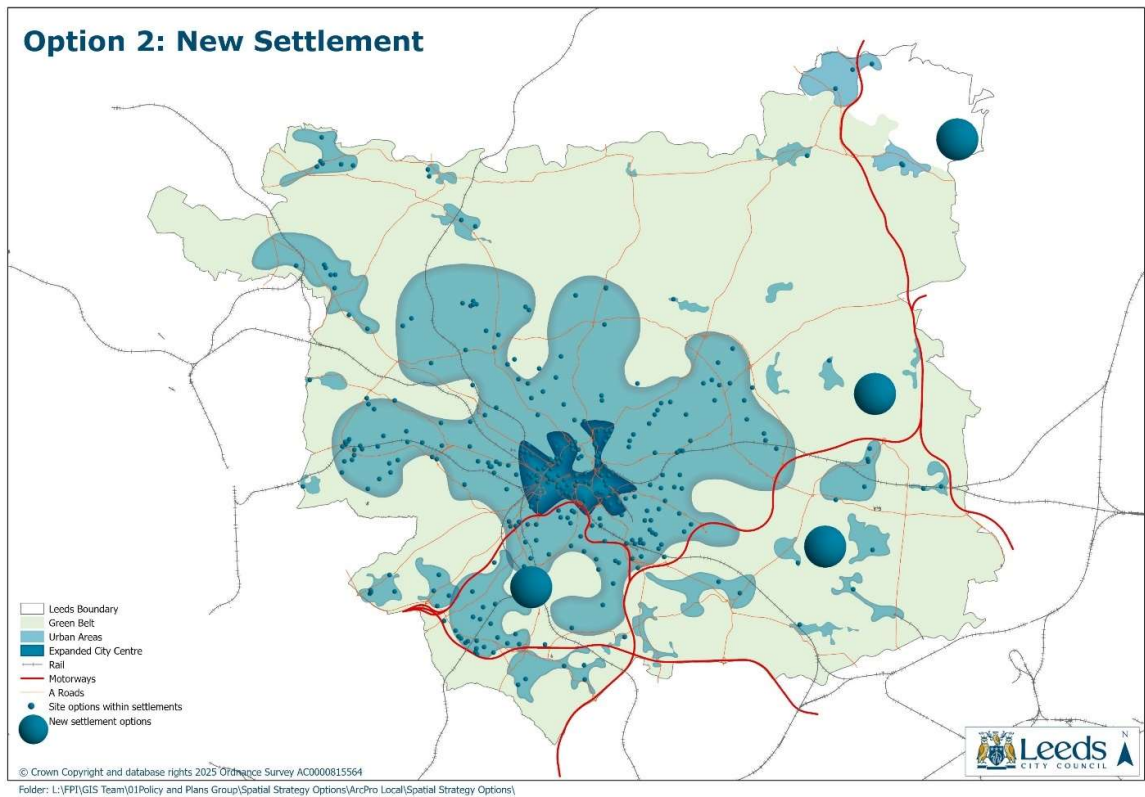 Option 2: New Settlement
Leeds Boundary
Green Belt
Urban Areas
Expanded City Centre
Rail
Motorways
A Roads
Site options within settlements
New settlement options
Leeds
CITY COUNCIL
N
© Crown Copyright and database rights 2025 Ordnance Survey AC0000815564
Folder: L:\FPI\GIS Team\01Policy and Plans Group\Spatial Strategy Options\ArcPro Local\Spatial Strategy Options\